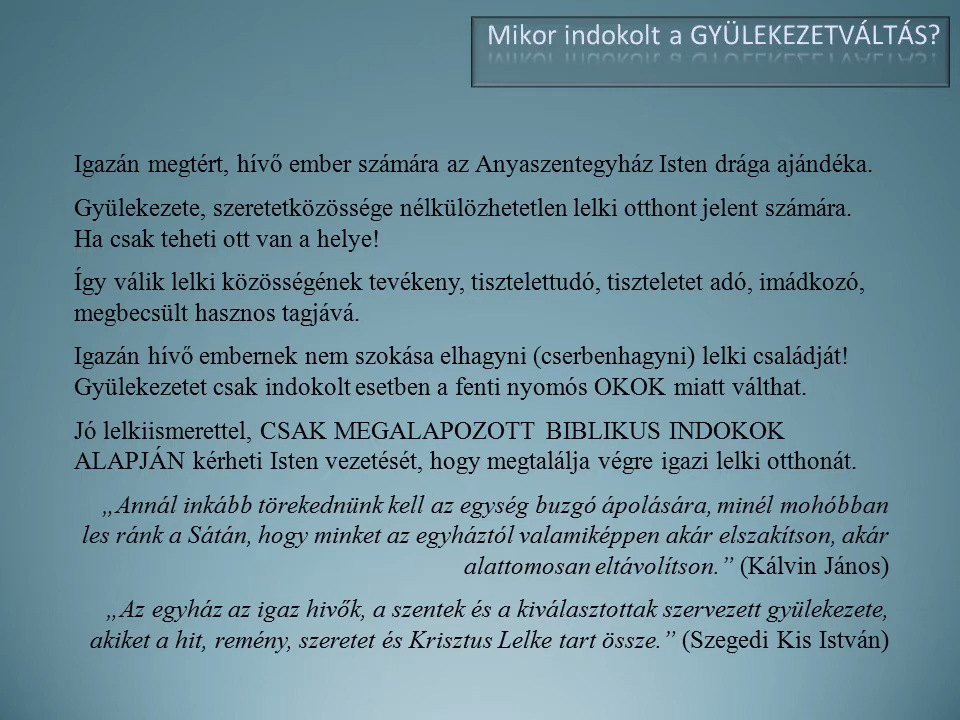 Mikor indokolt a GYÜLEKEZETVÁLTÁS?
Igazán megtért, hívő ember számára az Anyaszentegyház Isten drága ajándéka.
Gyülekezete, szeretetközössége nélkülözhetetlen lelki otthont jelent számára.
Ha csak teheti ott van a helye!
Így válik lelki közösségének tevékeny, tisztelettudó, tiszteletet adó, imádkozó,
megbecsült hasznos tagjává.
Igazán hívő embernek nem szokása elhagyni (cserbenhagyni) lelki családját!
Gyülekezetet csak indokolt esetben a fenti nyomós OKOK miatt válthat.
Jó lelkiismerettel, CSAK MEGALAPOZOTT BIBLIKUS INDOKOK
ALAPJÁN kérheti Isten vezetését, hogy megtalálja végre igazi lelki otthonát.
„Annál inkább törekednünk kell az egység buzgó ápolására, minél mohóbban
les ránk a Sátán, hogy minket az egyháztól valamiképpen akár elszakítson, akár
alattomosan eltávolítson.” (Kálvin János)
„Az egyház az igaz hivők, a szentek és a kiválasztottak szervezett gyülekezete,
akiket a hit, remény, szeretet és Krisztus Lelke tart össze.” (Szegedi Kis István)